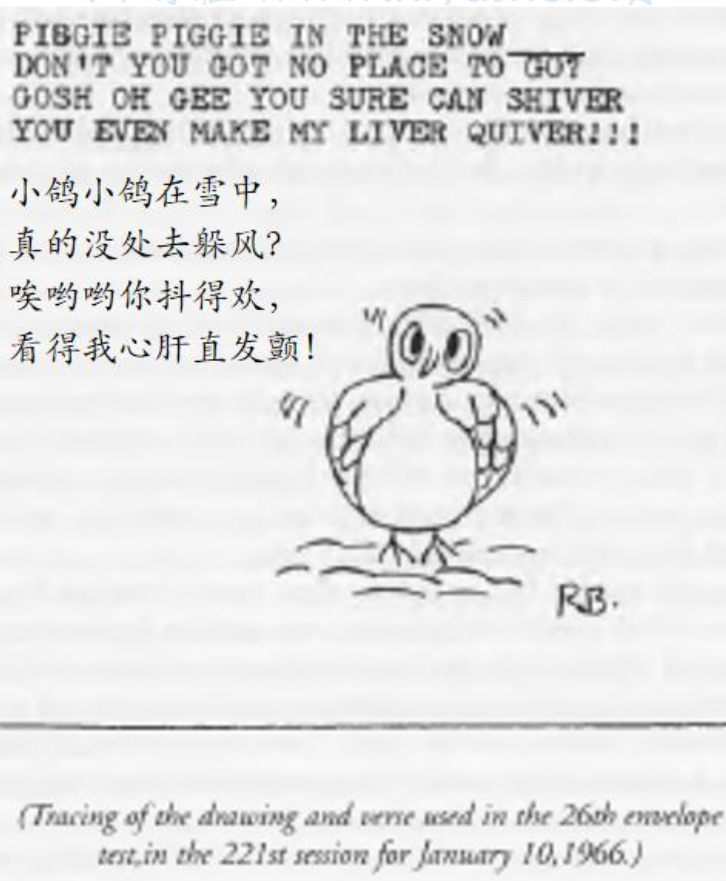 PIGGIE PIGGIE IN THE SNOW
DON'T YOU GOT NO PLACE TO GOT
GOSH OH GEE YOU SURE CAN SHIVER
YOU EVEN MAKE MY LIVER QUIVER!!!
小鸽小鸽在雪中，
真的没处去躲风？
唉哟哟你抖得欢，
看得我心肝直发颤！
RB.
(Tracing of the drawing and verse used in the 26th envelope
test,in the 221st session for January 10,1966.)